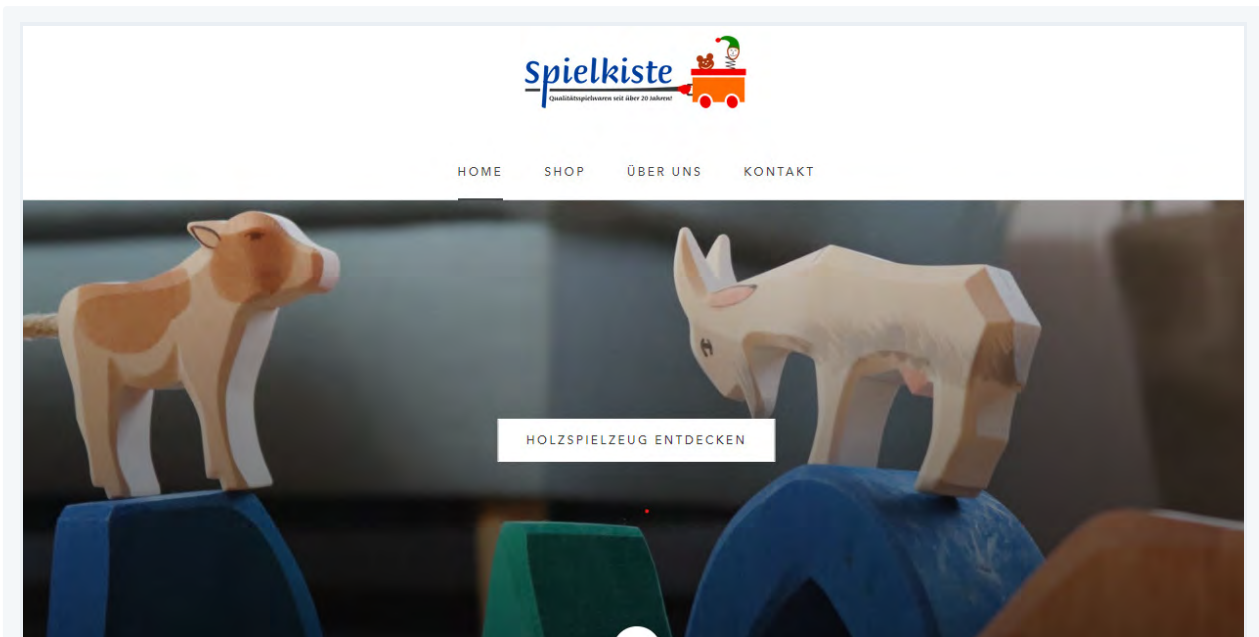 Spielkiste
Qualitätsspielwaren seit über 20 Jahren!
HOME SHOP ÜBER UNS KONTAKT
HOLZSPIELZEUG ENTDECKEN